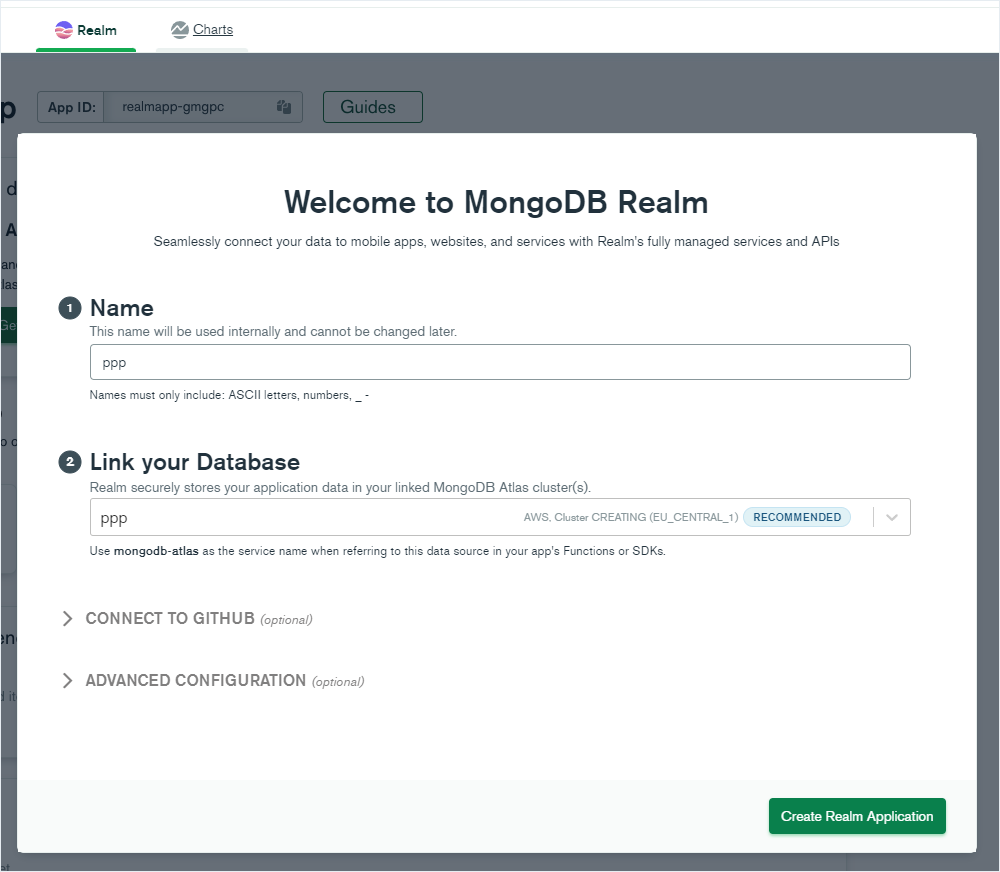 Realm
Charts
p
App ID:
realmapp-gmgpc
Guides
Welcome to MongoDB Realm
Seamlessly connect your data to mobile apps, websites, and services with Realm's fully managed services and APIs
1 Name
This name will be used internally and cannot be changed later.
ppp
Names must only include: ASCII letters, numbers, _ -
2 Link your Database
Realm securely stores your application data in your linked MongoDB Atlas cluster(s).
ppp AWS, Cluster CREATING (EU_CENTRAL_1) RECOMMENDED
Use mongodb-atlas as the service name when referring to this data source in your app's Functions or SDKs.
CONNECT TO GITHUB (optional)
ADVANCED CONFIGURATION (optional)
Create Realm Application